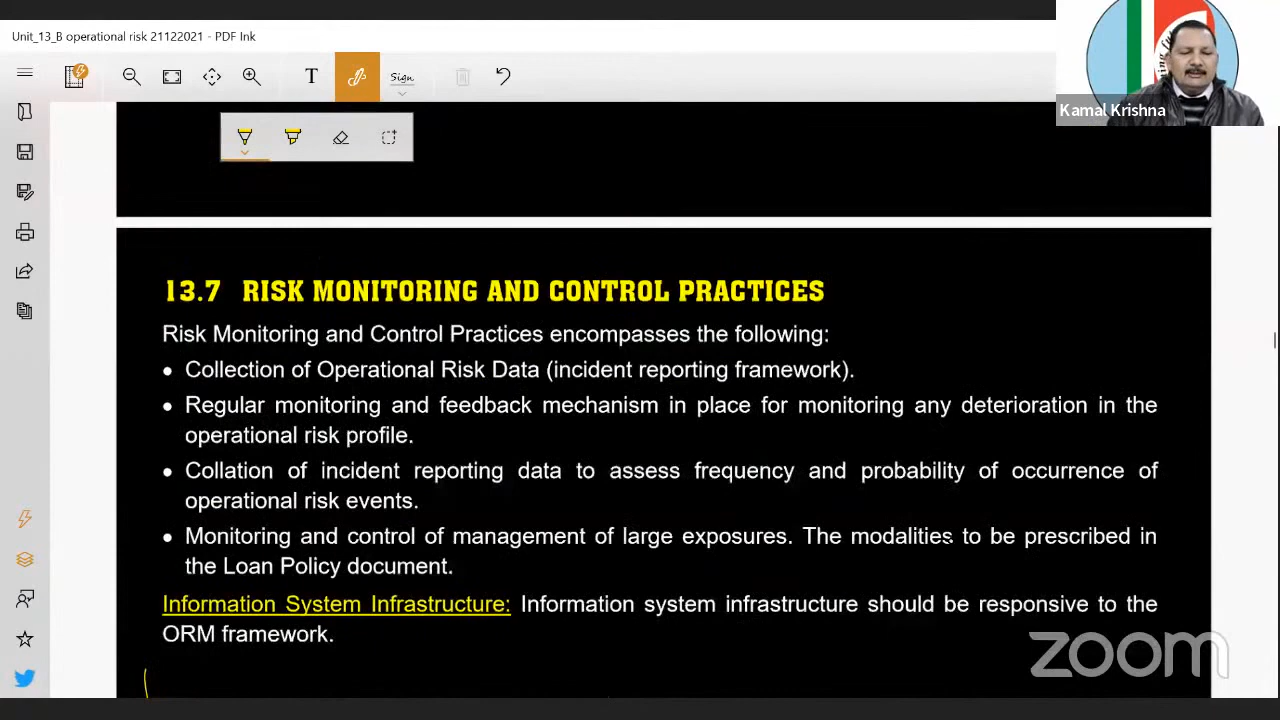 Unit_13_B operational risk 21122021 - PDF Ink
T
Sign
Kamal Krishna
13.7 RISK MONITORING AND CONTROL PRACTICES
Risk Monitoring and Control Practices encompasses the following:
• Collection of Operational Risk Data (incident reporting framework).
• Regular monitoring and feedback mechanism in place for monitoring any deterioration in the
operational risk profile.
• Collation of incident reporting data to assess frequency and probability of occurrence of
operational risk events.
• Monitoring and control of management of large exposures. The modalities to be prescribed in
the Loan Policy document.
Information System Infrastructure: Information system infrastructure should be responsive to the
ORM framework.
zoom